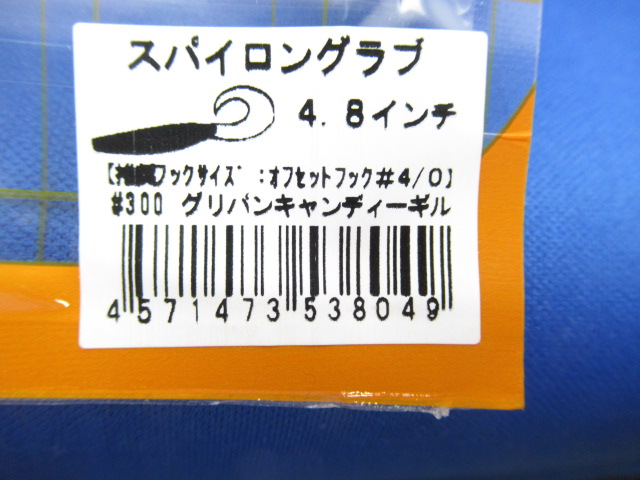 スパイロングラブ
4.8インチ
【推奨フックサイズ゛:オフセットフック#4/0】
#300 グリパンキャンディーギル
4571473538049